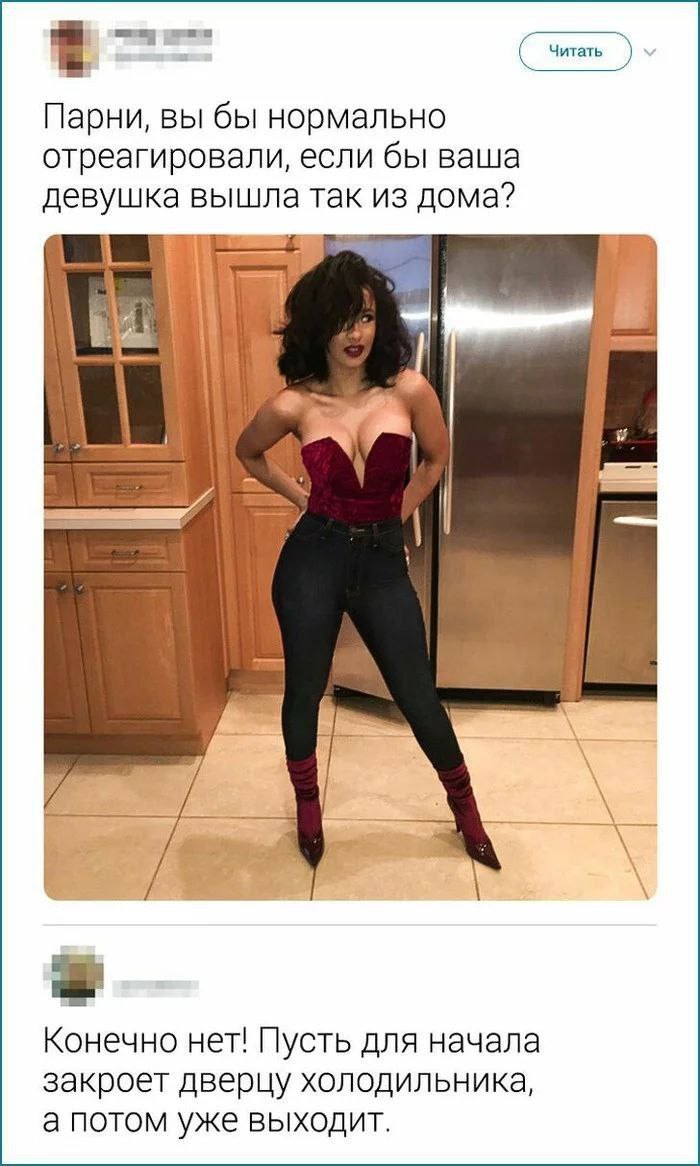 Читать
Парни, вы бы нормально
отреагировали, если бы ваша
девушка вышла так из дома?
Конечно нет! Пусть для начала
закроет дверцу холодильника,
а потом уже выходит.